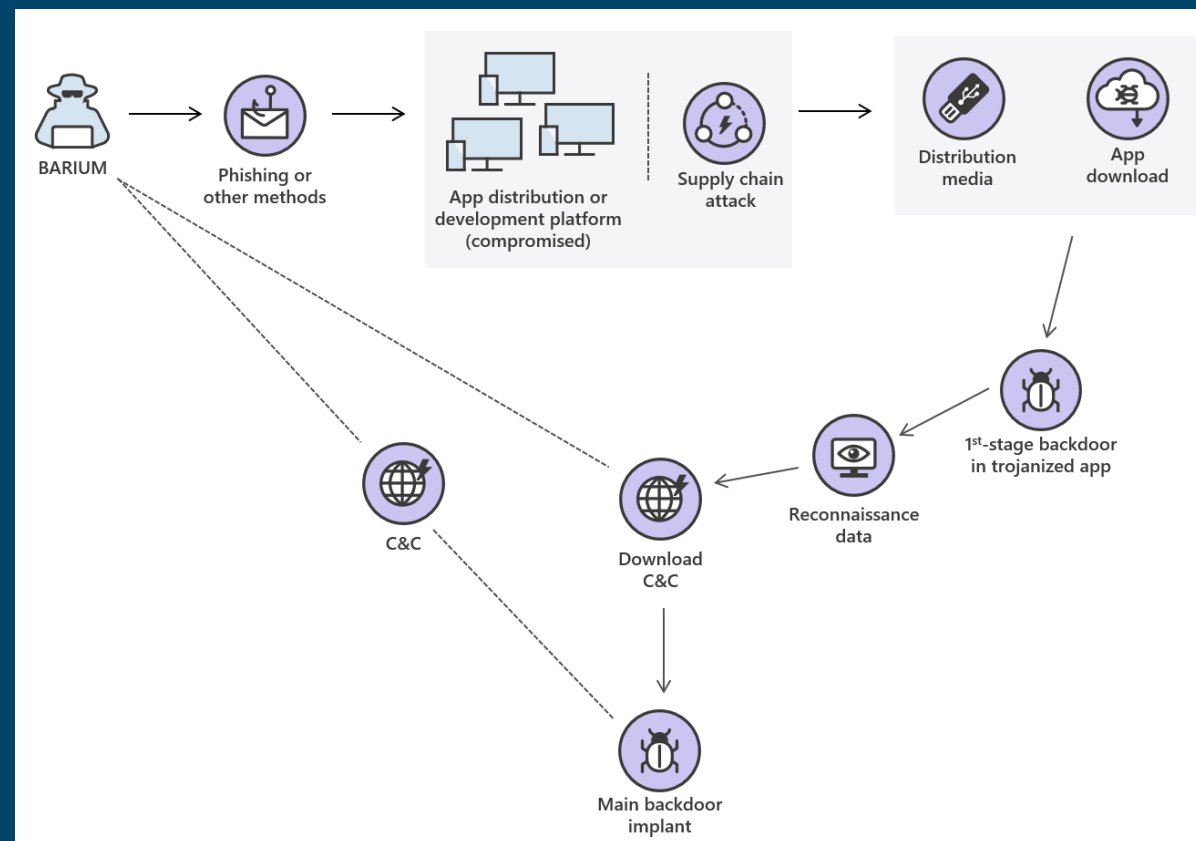 BARIUM
Phishing or
other methods
App distribution or
development platform
(compromised)
Supply chain
attack
Distribution
media
App
download
1st-stage backdoor
in trojanized app
Reconnaissance
data
C&C
Download
C&C
Main backdoor
implant